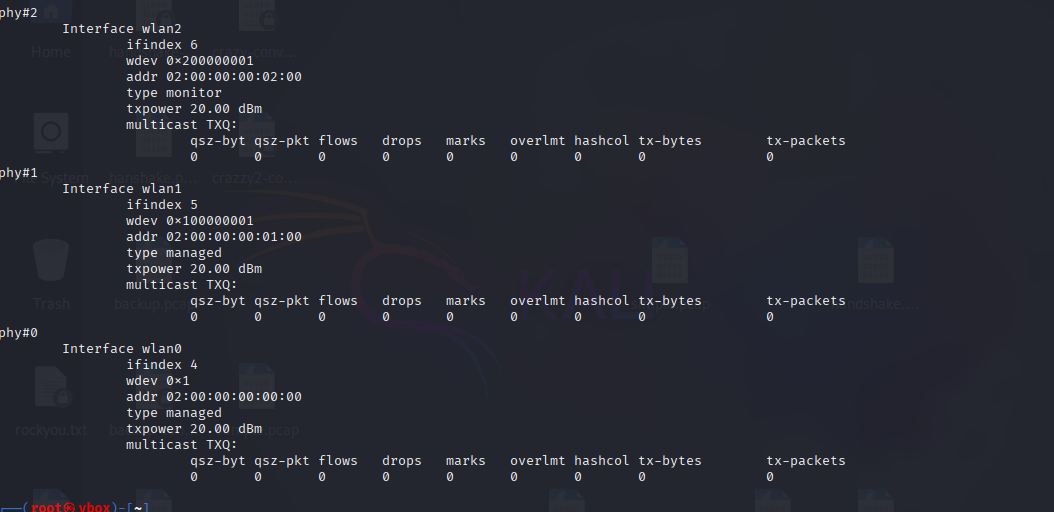 phy#2
Interface wlan2
ifindex 6
wdev 0×200000001
addr 02:00:00:00:02:00
type monitor
txpower 20.00 dBm
multicast TXQ:
qsz-byt qsz-pkt flows drops marks overlmt hashcol tx-bytes tx-packets
0 0 0 0 0 0 0 0 0
phy#1
Interface wlan1
ifindex 5
wdev 0×100000001
addr 02:00:00:00:01:00
type managed
txpower 20.00 dBm
multicast TXQ:
qsz-byt qsz-pkt flows drops marks overlmt hashcol tx-bytes tx-packets
0 0 0 0 0 0 0 0 0
phy#0
Interface wlan0
ifindex 4
wdev 0×1
addr 02:00:00:00:00:00
type managed
txpower 20.00 dBm
multicast TXQ:
qsz-byt qsz-pkt flows drops marks overlmt hashcol tx-bytes tx-packets
0 0 0 0 0 0 0 0 0
(root㉿vbox)-[~]
Home
Trash
rockyou.txt